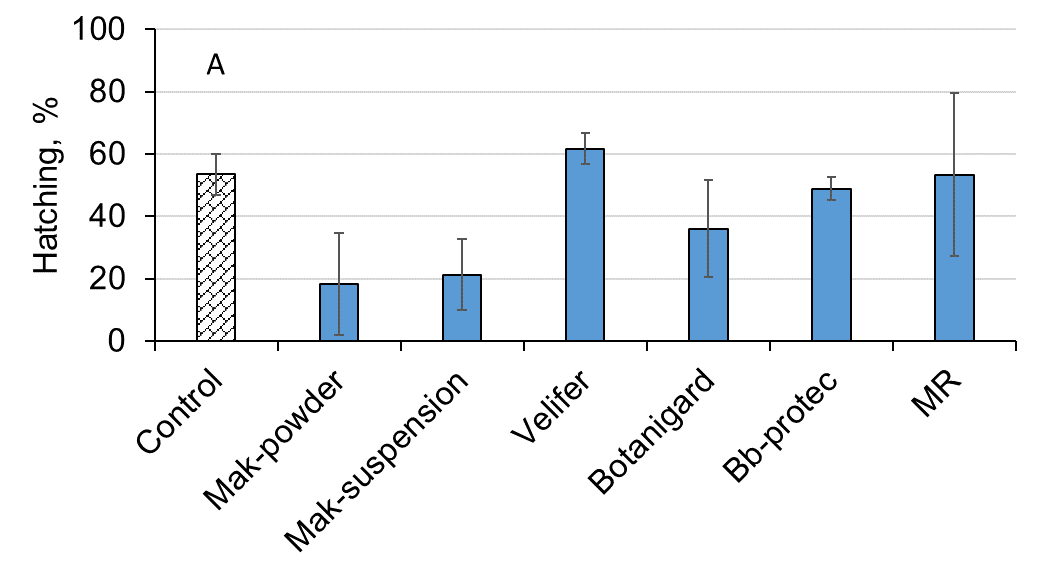 100
80
60
40
20
0
Hatching, %
A
Control
Mak-powder
Mak-suspension
Velifer
Botanigard
Bb-protec
MR